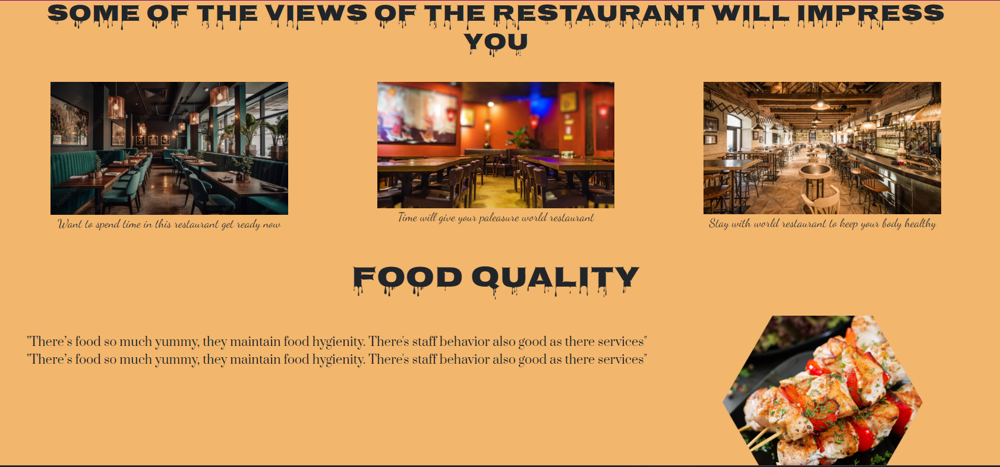 SOME OF THE VIEWS OF THE RESTAURANT WILL IMPRESS
YOU
Want to spend time in this restaurant get ready now
Time will give your paleasure world restaurant
Stay with world restaurant to keep your body healthy
FOOD QUALITY
"There's food so much yummy, they maintain food hygienity. There's staff behavior also good as there services"
"There's food so much yummy, they maintain food hygienity. There's staff behavior also good as there services"